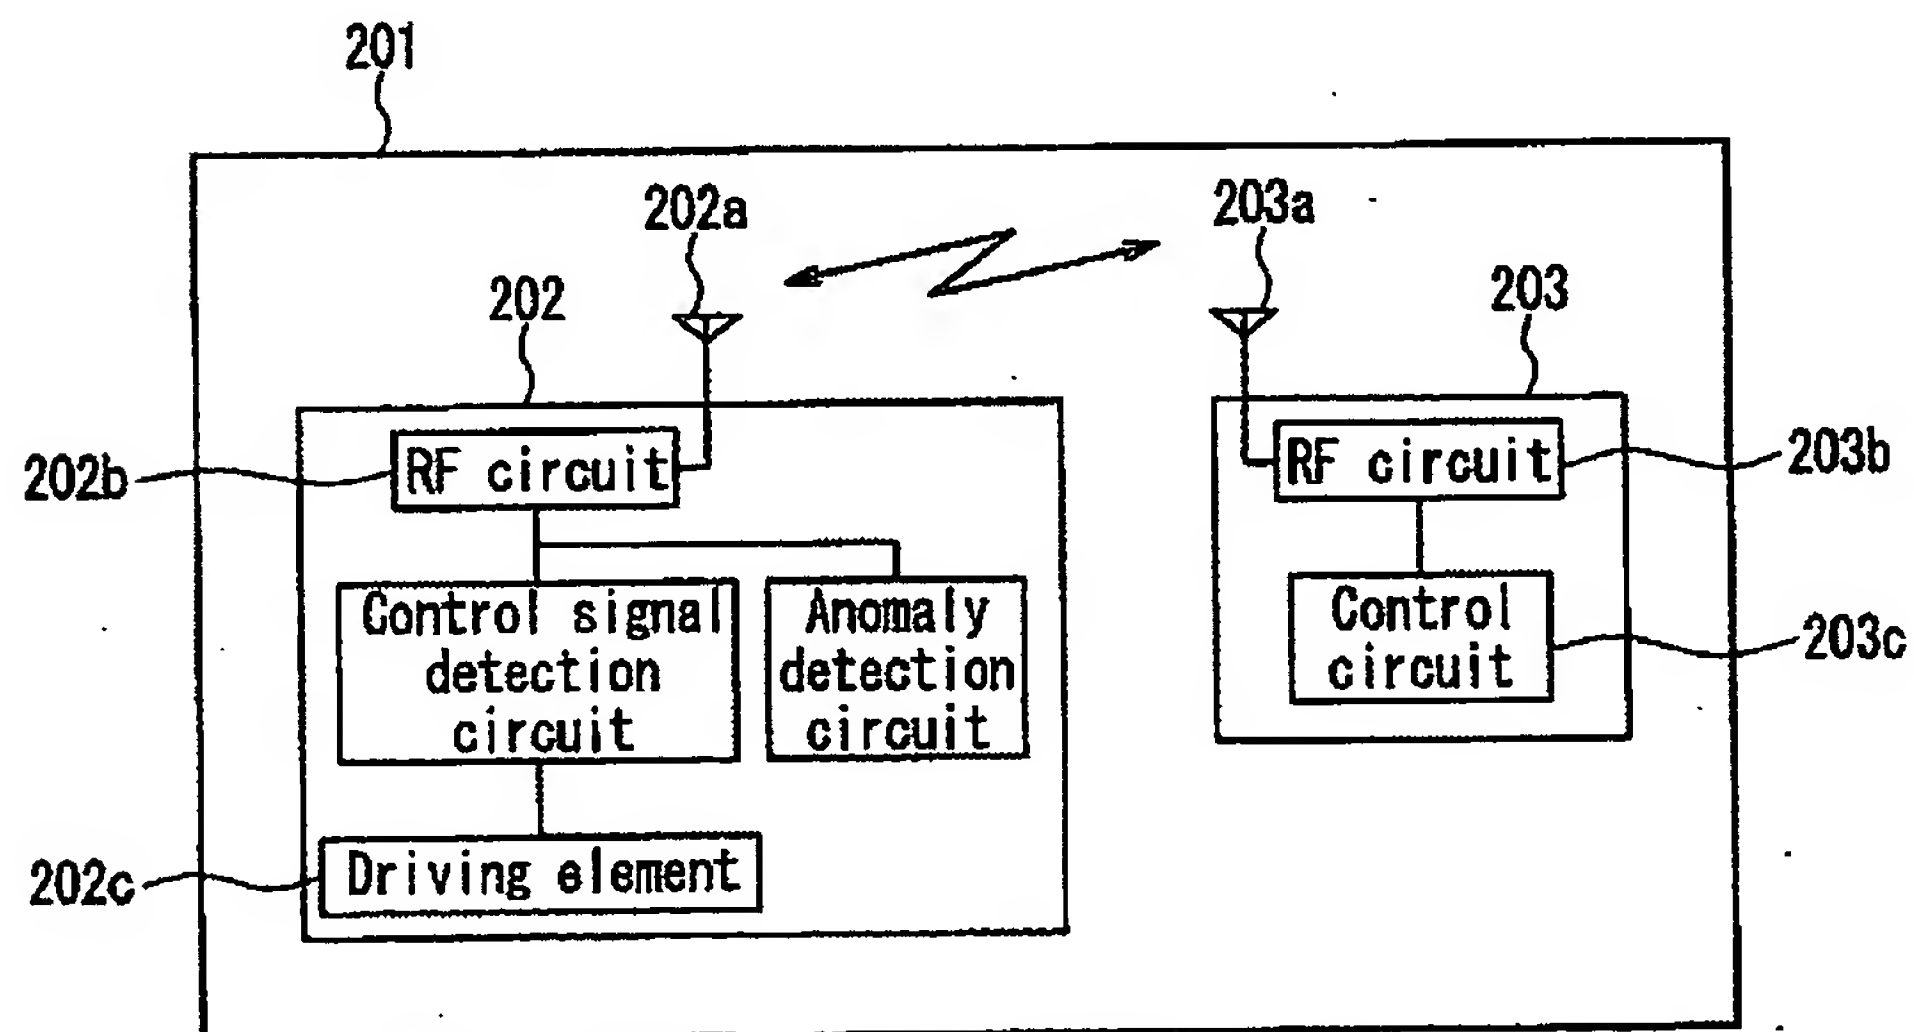 201
202a
203a
202
203
202b
RF circuit
RF circuit
203b
Control signal
detection
circuit
Anomaly
detection
circuit
Control
circuit
203c
202c
Driving element